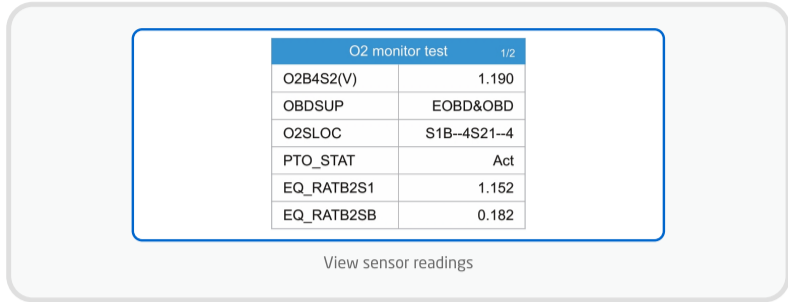 O2 monitor test 1/2
O2B4S2(V) 1.190
OBDSUP EOBD&OBD
O2SLOC S1B--4S21--4
PTO_STAT Act
EQ_RATB2S1 1.152
EQ_RATB2SB 0.182
View sensor readings